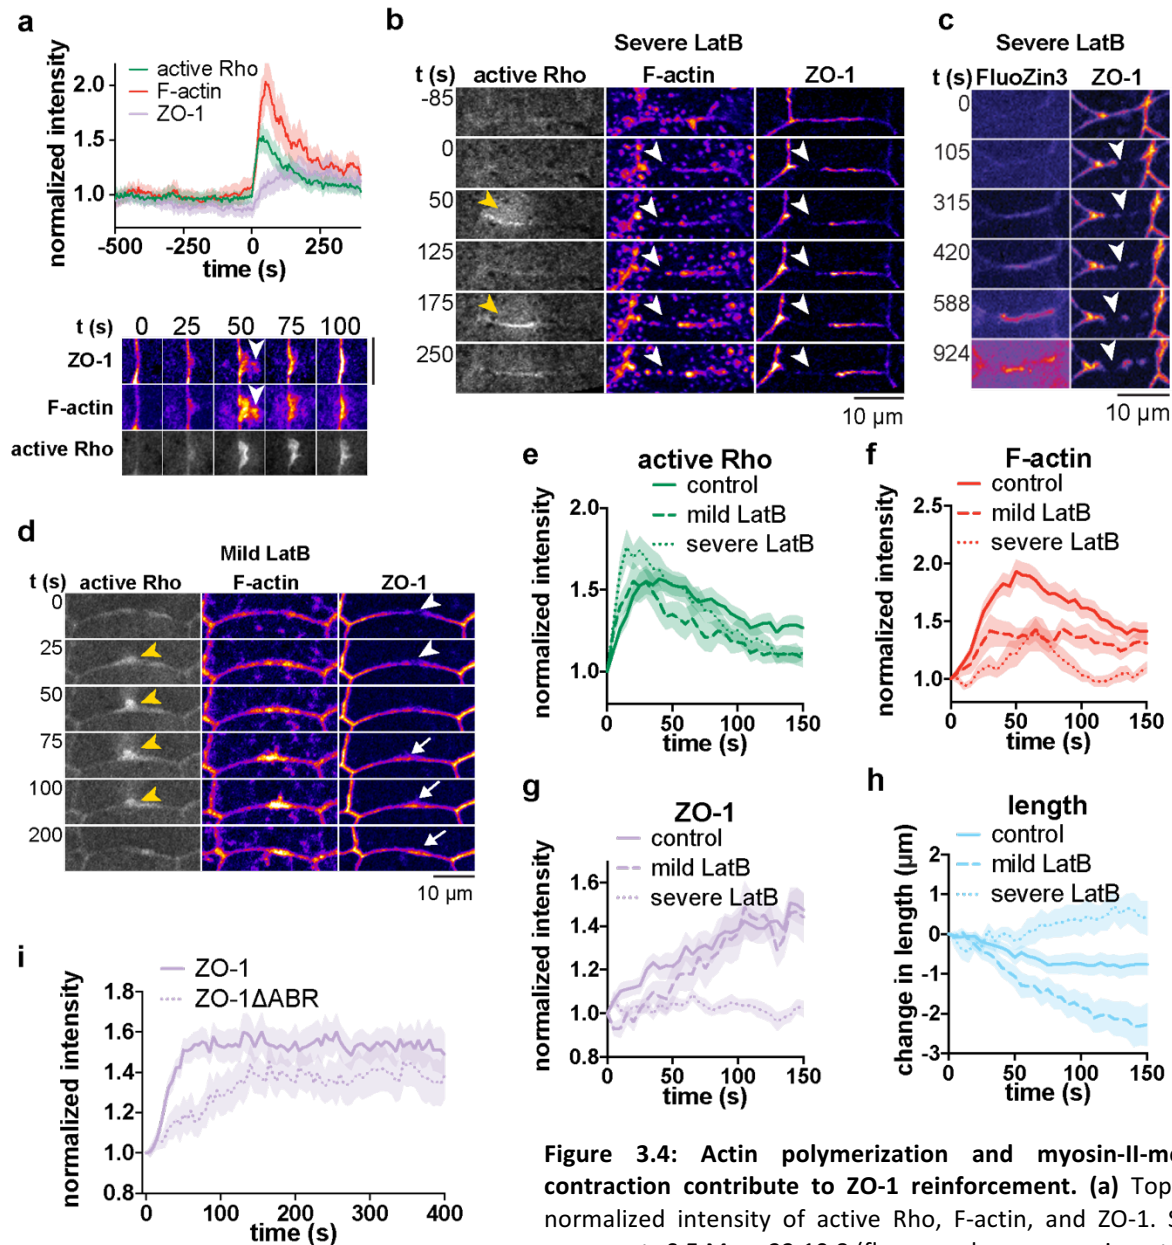 a
active Rho
F-actin
ZO-1
normalized intensity
2.0
1.5
1.0
-500 -250 0 250
time (s)
t (s) 0 25 50 75 100
ZO-1
F-actin
active Rho
b
Severe LatB
t (s) active Rho F-actin ZO-1
-85
0
50
125
175
250
10 µm
c
Severe LatB
t (s) FluoZin3 ZO-1
0
105
315
420
588
924
10 µm
d
Mild LatB
t (s) active Rho F-actin ZO-1
0
25
50
75
100
200
10 µm
e
active Rho
control
mild LatB
severe LatB
normalized intensity
2.0
1.5
1.0
0 50 100 150
time (s)
f
F-actin
control
mild LatB
severe LatB
normalized intensity
2.5
2.0
1.5
1.0
0 50 100 150
time (s)
g
ZO-1
control
mild LatB
severe LatB
normalized intensity
1.6
1.4
1.2
1.0
0.8
0 50 100 150
time (s)
h
length
control
mild LatB
severe LatB
change in length (µm)
2
1
0
-1
-2
-3
0 50 100 150
time (s)
i
ZO-1
ZO-1ΔABR
normalized intensity
1.8
1.6
1.4
1.2
1.0
0.8
0 100 200 300 400
time (s)
Figure 3.4: Actin polymerization and myosin-II-me
contraction contribute to ZO-1 reinforcement. (a) Top
normalized intensity of active Rho, F-actin, and ZO-1. S